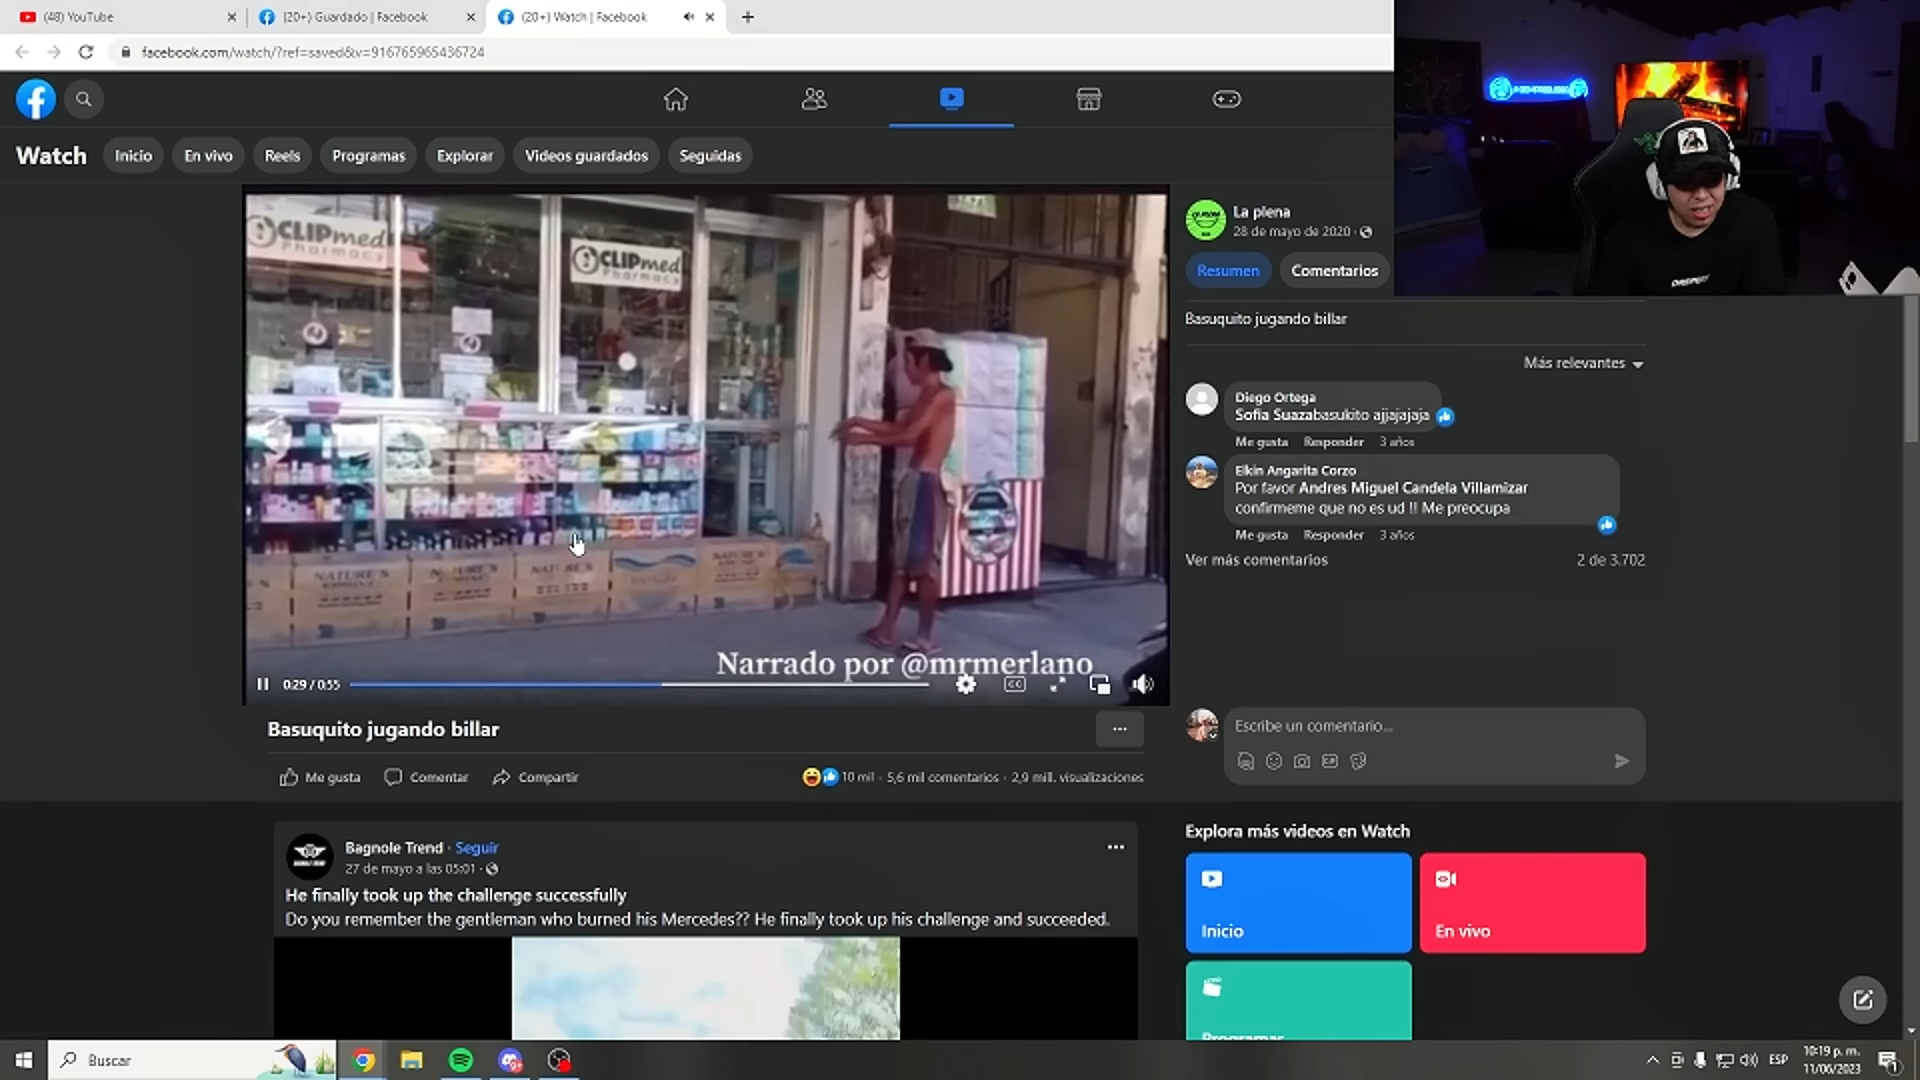 (48) YouTube
(20+) Guardado | Facebook
(20+) Watch | Facebook
facebook.com/watch/?ref=saved&v=916765965436724
Watch
Inicio
En vivo
Reels
Programas
Explorar
Videos guardados
Seguidas
CLIPmed
Pharmacy
CLIPmed
Pharmacy
NATURE'S
NATURE'S
Narrado por @mrmerlano
0:29 / 0:55
Basuquito jugando billar
...
Me gusta
Comentar
Compartir
10 mil · 5,6 mil comentarios · 2,9 mill. visualizaciones
La plena
28 de mayo de 2020 ·
Resumen
Comentarios
Basuquito jugando billar
Más relevantes
Diego Ortega
Sofia Suazabasukito ajjajajaja
Me gusta Responder 3 años
Elkin Angarita Corzo
Por favor Andres Miguel Candela Villamizar
confirmeme que no es ud !! Me preocupa
Me gusta Responder 3 años
Ver más comentarios
2 de 3.702
Escribe un comentario...
Bagnole Trend · Seguir
27 de mayo a las 05:01 ·
He finally took up the challenge successfully
Do you remember the gentleman who burned his Mercedes?? He finally took up his challenge and succeeded.
Explora más videos en Watch
Inicio
En vivo
Programas
Buscar
ESP
10:19 p. m.
11/06/2023